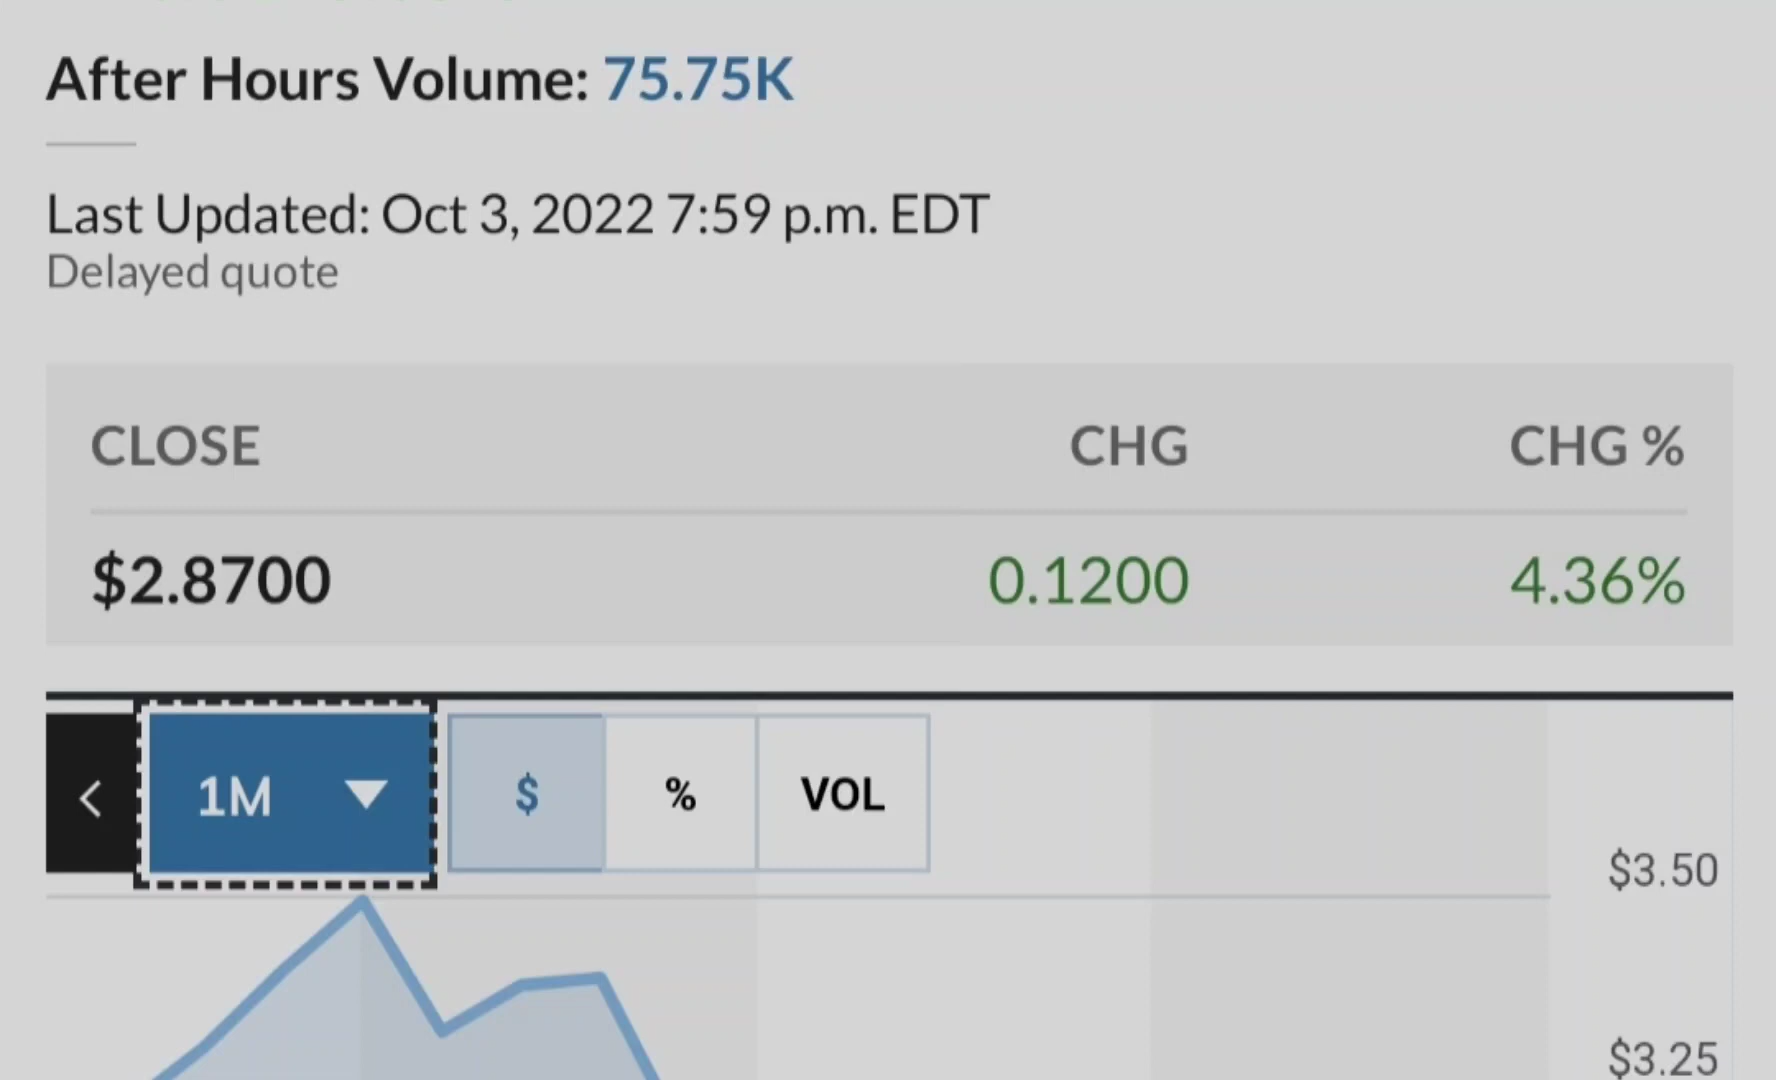 After Hours Volume: 75.75K
Last Updated: Oct 3, 2022 7:59 p.m. EDT
Delayed quote
CLOSE CHG CHG %
$2.8700 0.1200 4.36%
1M $ % VOL
$3.50
$3.25